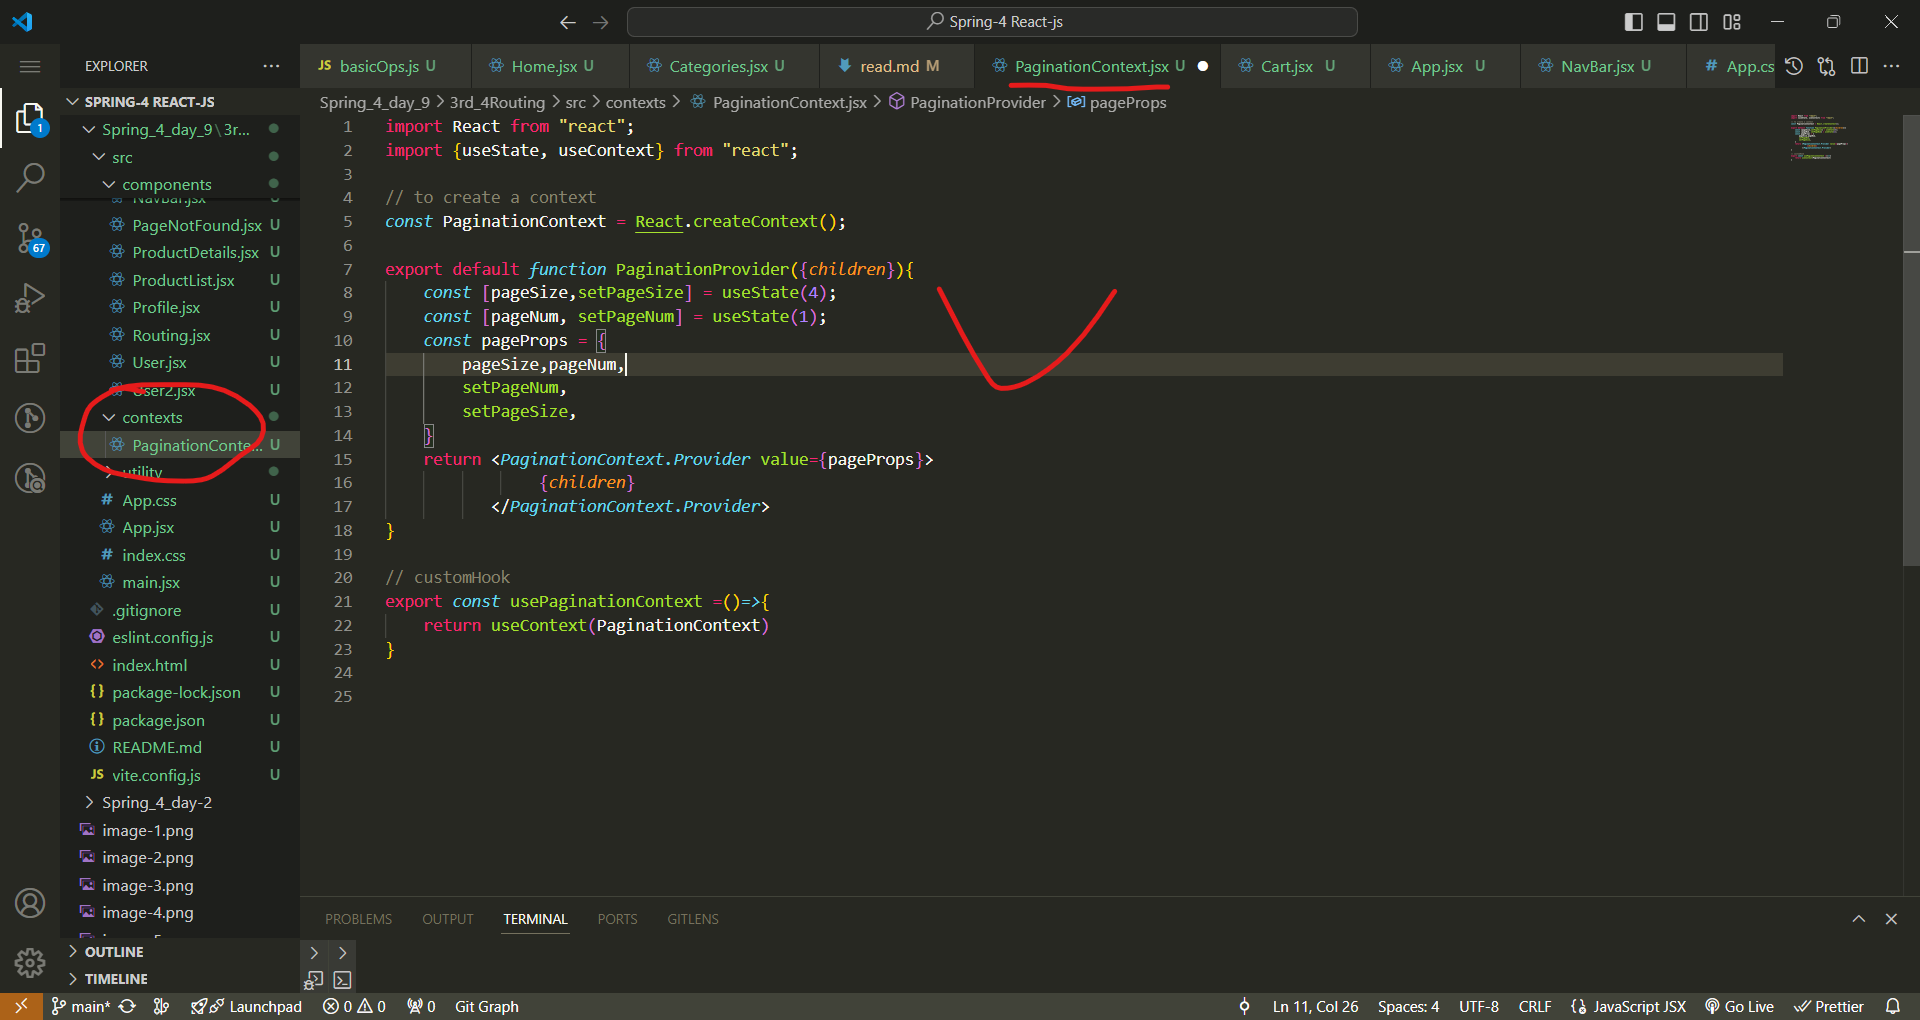 Spring-4 React-js
EXPLORER
JS basicOps.js U
Home.jsx U
Categories.jsx U
read.md M
PaginationContext.jsx U
Cart.jsx U
App.jsx U
NavBar.jsx U
# App.cs
SPRING-4 REACT-JS
Spring_4_day_9 > 3rd_4Routing > src > contexts > PaginationContext.jsx > PaginationProvider > pageProps
1
Spring_4_day_9\3r...
src
components
NavBar.jsx U
PageNotFound.jsx U
67
ProductDetails.jsx U
ProductList.jsx U
Profile.jsx U
Routing.jsx U
User.jsx U
User2.jsx U
contexts
PaginationConte... U
utility
# App.css U
App.jsx U
# index.css U
main.jsx U
.gitignore U
eslint.config.js U
<> index.html U
{} package-lock.json U
{} package.json U
README.md U
JS vite.config.js U
Spring_4_day-2
image-1.png
image-2.png
image-3.png
image-4.png
OUTLINE
TIMELINE
1 import React from "react";
2 import {useState, useContext} from "react";
3
4 // to create a context
5 const PaginationContext = React.createContext();
6
7 export default function PaginationProvider({children}){
8 const [pageSize,setPageSize] = useState(4);
9 const [pageNum, setPageNum] = useState(1);
10 const pageProps = {
11 pageSize,pageNum,
12 setPageNum,
13 setPageSize,
14 }
15 return <PaginationContext.Provider value={pageProps}>
16 {children}
17 </PaginationContext.Provider>
18 }
19
20 // customHook
21 export const usePaginationContext =()=>{
22 return useContext(PaginationContext)
23 }
24
25
PROBLEMS OUTPUT TERMINAL PORTS GITLENS
main* Launchpad 0 0 0 Git Graph
Ln 11, Col 26 Spaces: 4 UTF-8 CRLF {} JavaScript JSX Go Live Prettier